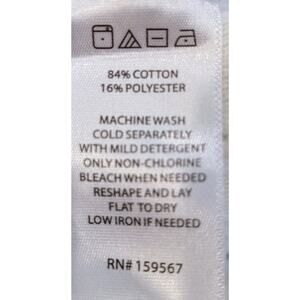 84% COTTON
16% POLYESTER
MACHINE WASH
COLD SEPARATELY
WITH MILD DETERGENT
ONLY NON-CHLORINE
BLEACH WHEN NEEDED
RESHAPE AND LAY
FLAT TO DRY
LOW IRON IF NEEDED
RN# 159567